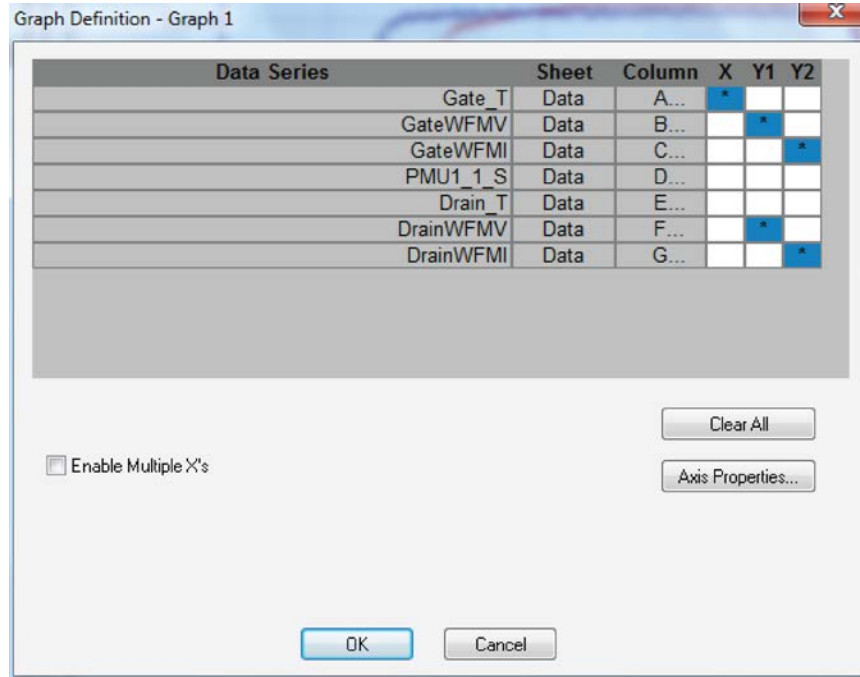 Graph Definition - Graph 1
Data Series Sheet Column X Y1 Y2
Gate_T Data A... *
GateWFMV Data B... *
GateWFMI Data C... *
PMU1_1_S Data D...
Drain_T Data E...
DrainWFMV Data F... *
DrainWFMI Data G... *
Clear All
Enable Multiple X's
Axis Properties...
OK Cancel